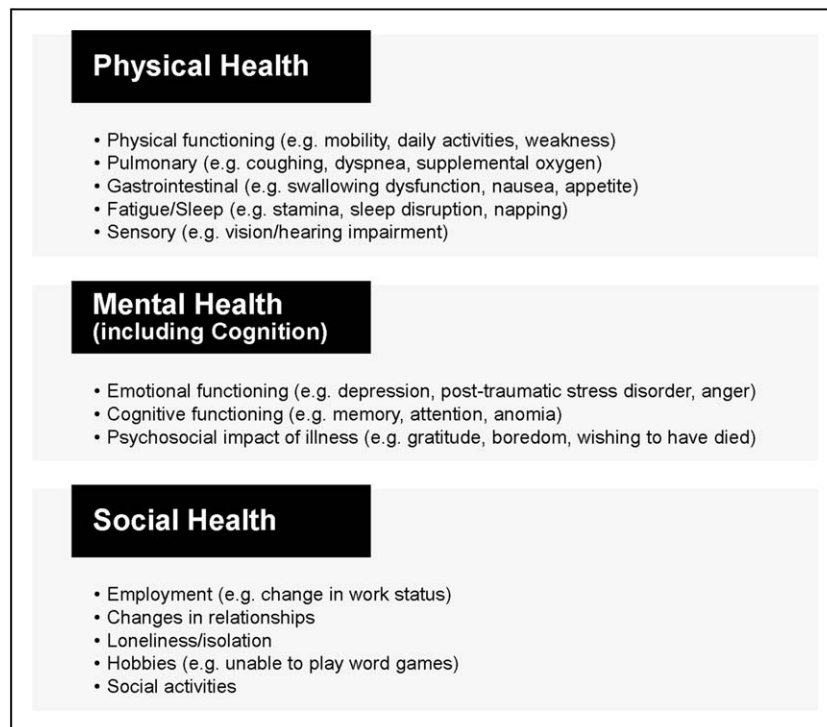 Physical Health
• Physical functioning (e.g. mobility, daily activities, weakness)
• Pulmonary (e.g. coughing, dyspnea, supplemental oxygen)
• Gastrointestinal (e.g. swallowing dysfunction, nausea, appetite)
• Fatigue/Sleep (e.g. stamina, sleep disruption, napping)
• Sensory (e.g. vision/hearing impairment)
Mental Health
(including Cognition)
• Emotional functioning (e.g. depression, post-traumatic stress disorder, anger)
• Cognitive functioning (e.g. memory, attention, anomia)
• Psychosocial impact of illness (e.g. gratitude, boredom, wishing to have died)
Social Health
• Employment (e.g. change in work status)
• Changes in relationships
• Loneliness/isolation
• Hobbies (e.g. unable to play word games)
• Social activities